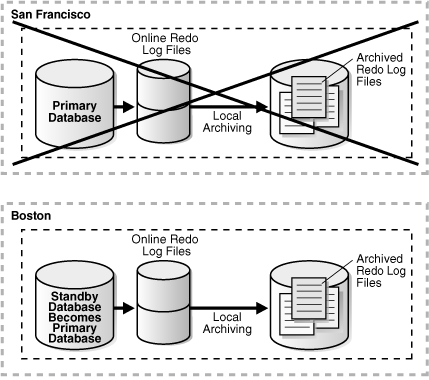 San Francisco
Online Redo
Log Files
Archived
Redo Log
Files
Primary
Database
Local
Archiving
Boston
Online Redo
Log Files
Archived
Redo Log
Files
Standby
Database
Becomes
Primary
Database
Local
Archiving